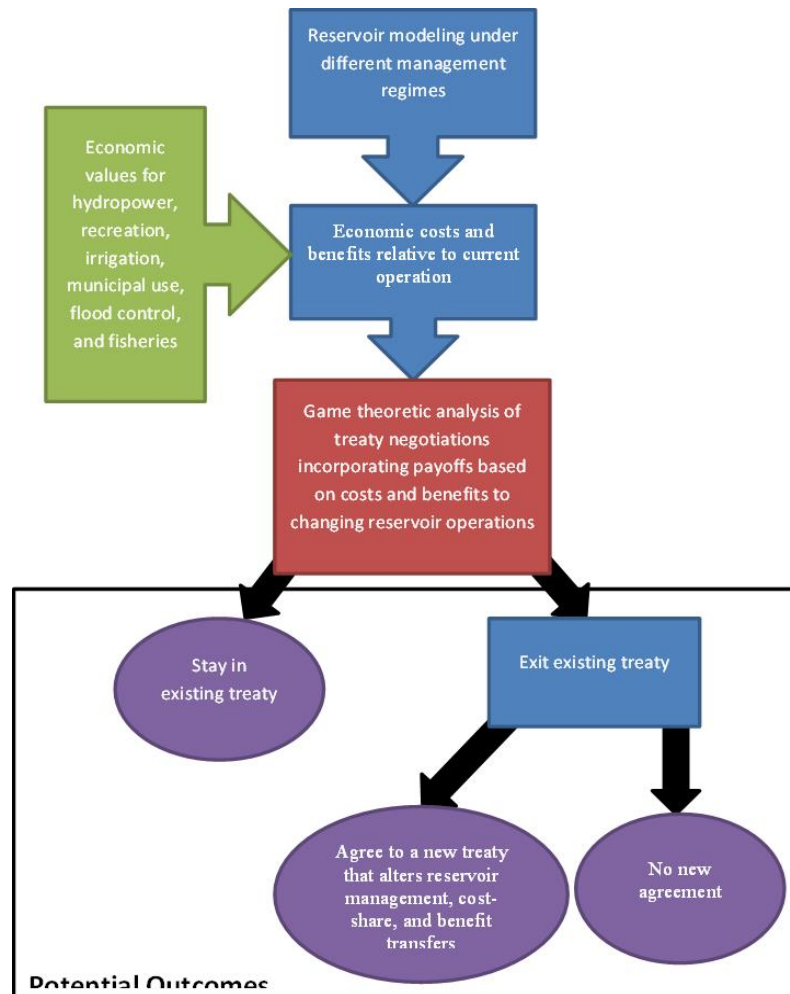 Reservoir modeling under
different management
regimes
Economic
values for
hydropower,
recreation,
irrigation,
municipal use,
flood control,
and fisheries
Economic costs and
benefits relative to current
operation
Game theoretic analysis of
treaty negotiations
incorporating payoffs based
on costs and benefits to
changing reservoir operations
Stay in
existing treaty
Exit existing treaty
Agree to a new treaty
that alters reservoir
management, cost-
share, and benefit
transfers
No new
agreement
Potential Outcomes